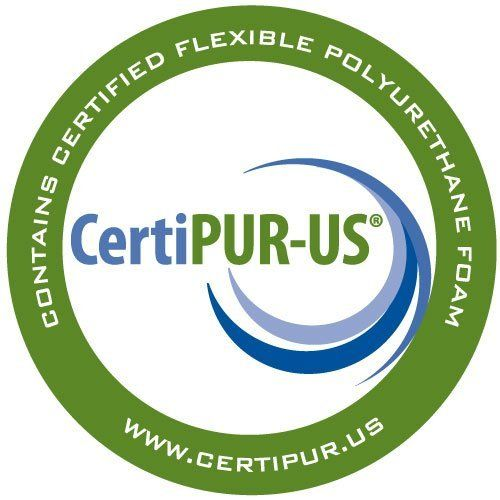 CONTAINS CERTIFIED FLEXIBLE POLYURETHANE FOAM
CertiPUR-US®
WWW.CERTIPUR.US